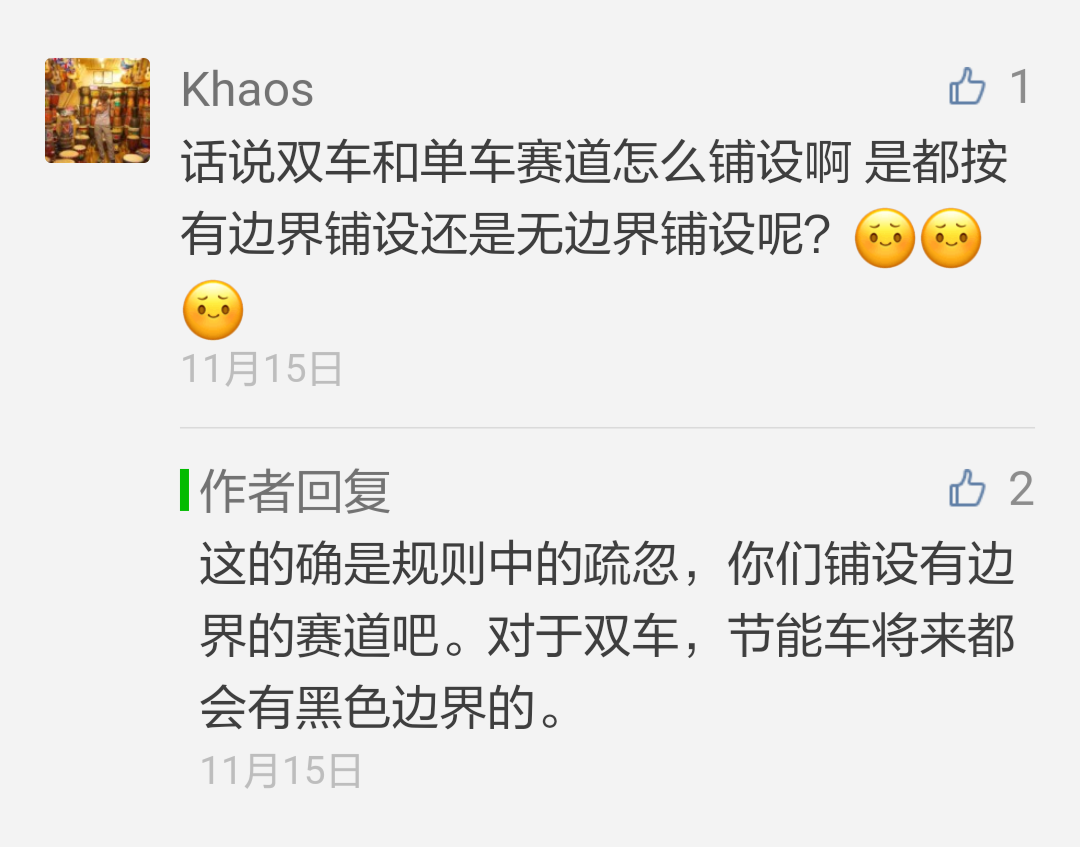 Khaos
1
话说双车和单车赛道怎么铺设啊 是都按
有边界铺设还是无边界铺设呢?
11月15日
作者回复
2
这的确是规则中的疏忽，你们铺设有边
界的赛道吧。对于双车，节能车将来都
会有黑色边界的。
11月15日